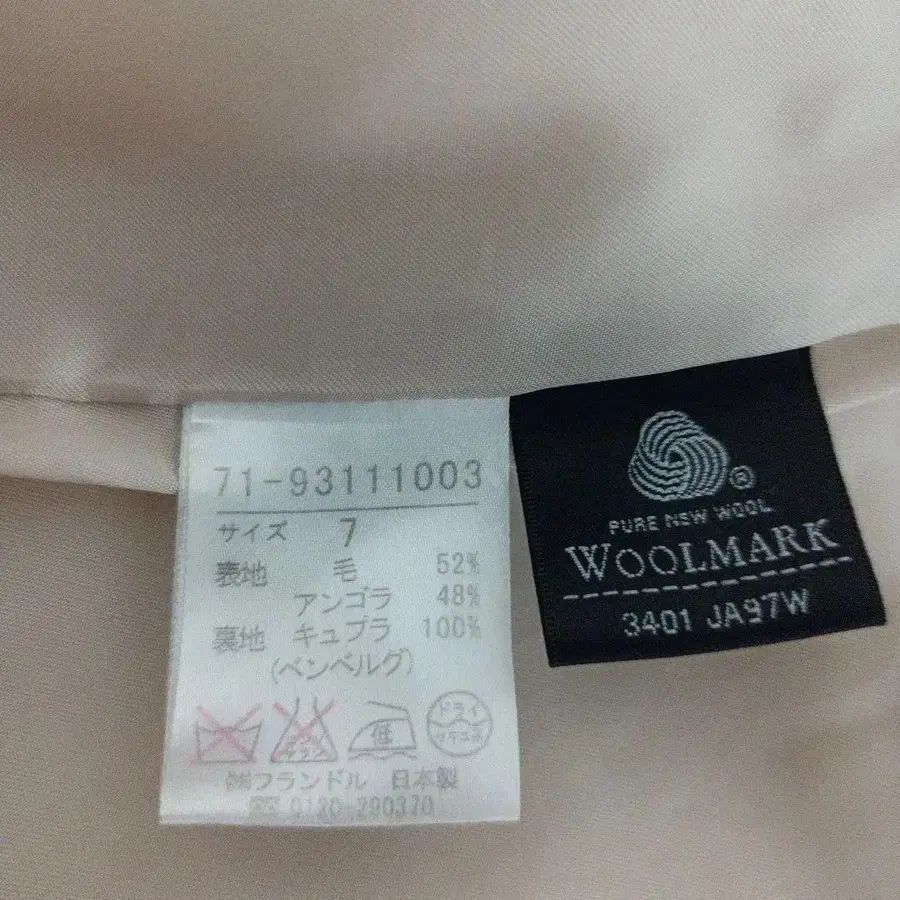 71-93111003
サイズ 7
表地 毛 52%
アンゴラ 48%
裏地 キュプラ 100%
(ベンベルグ)
低
ドライ
㈱フランドル 日本製
0120-290370
®
PURE NEW WOOL
WOOLMARK
3401 JA97W